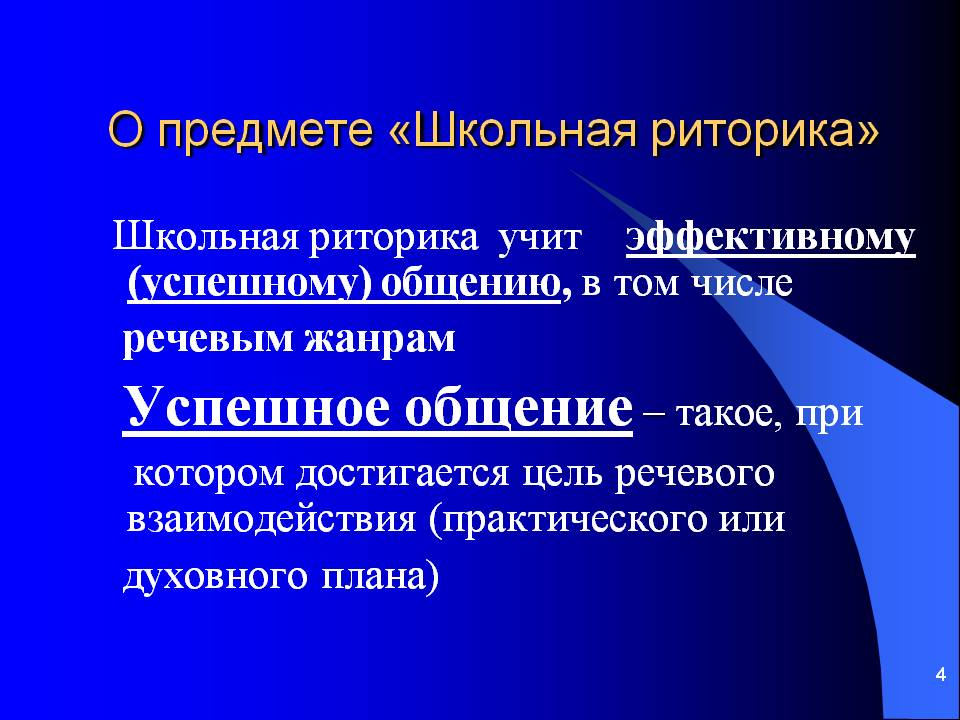 О предмете «Школьная риторика»
Школьная риторика учит эффективному
(успешному) общению, в том числе
речевым жанрам
Успешное общение – такое, при
котором достигается цель речевого
взаимодействия (практического или
духовного плана)
4